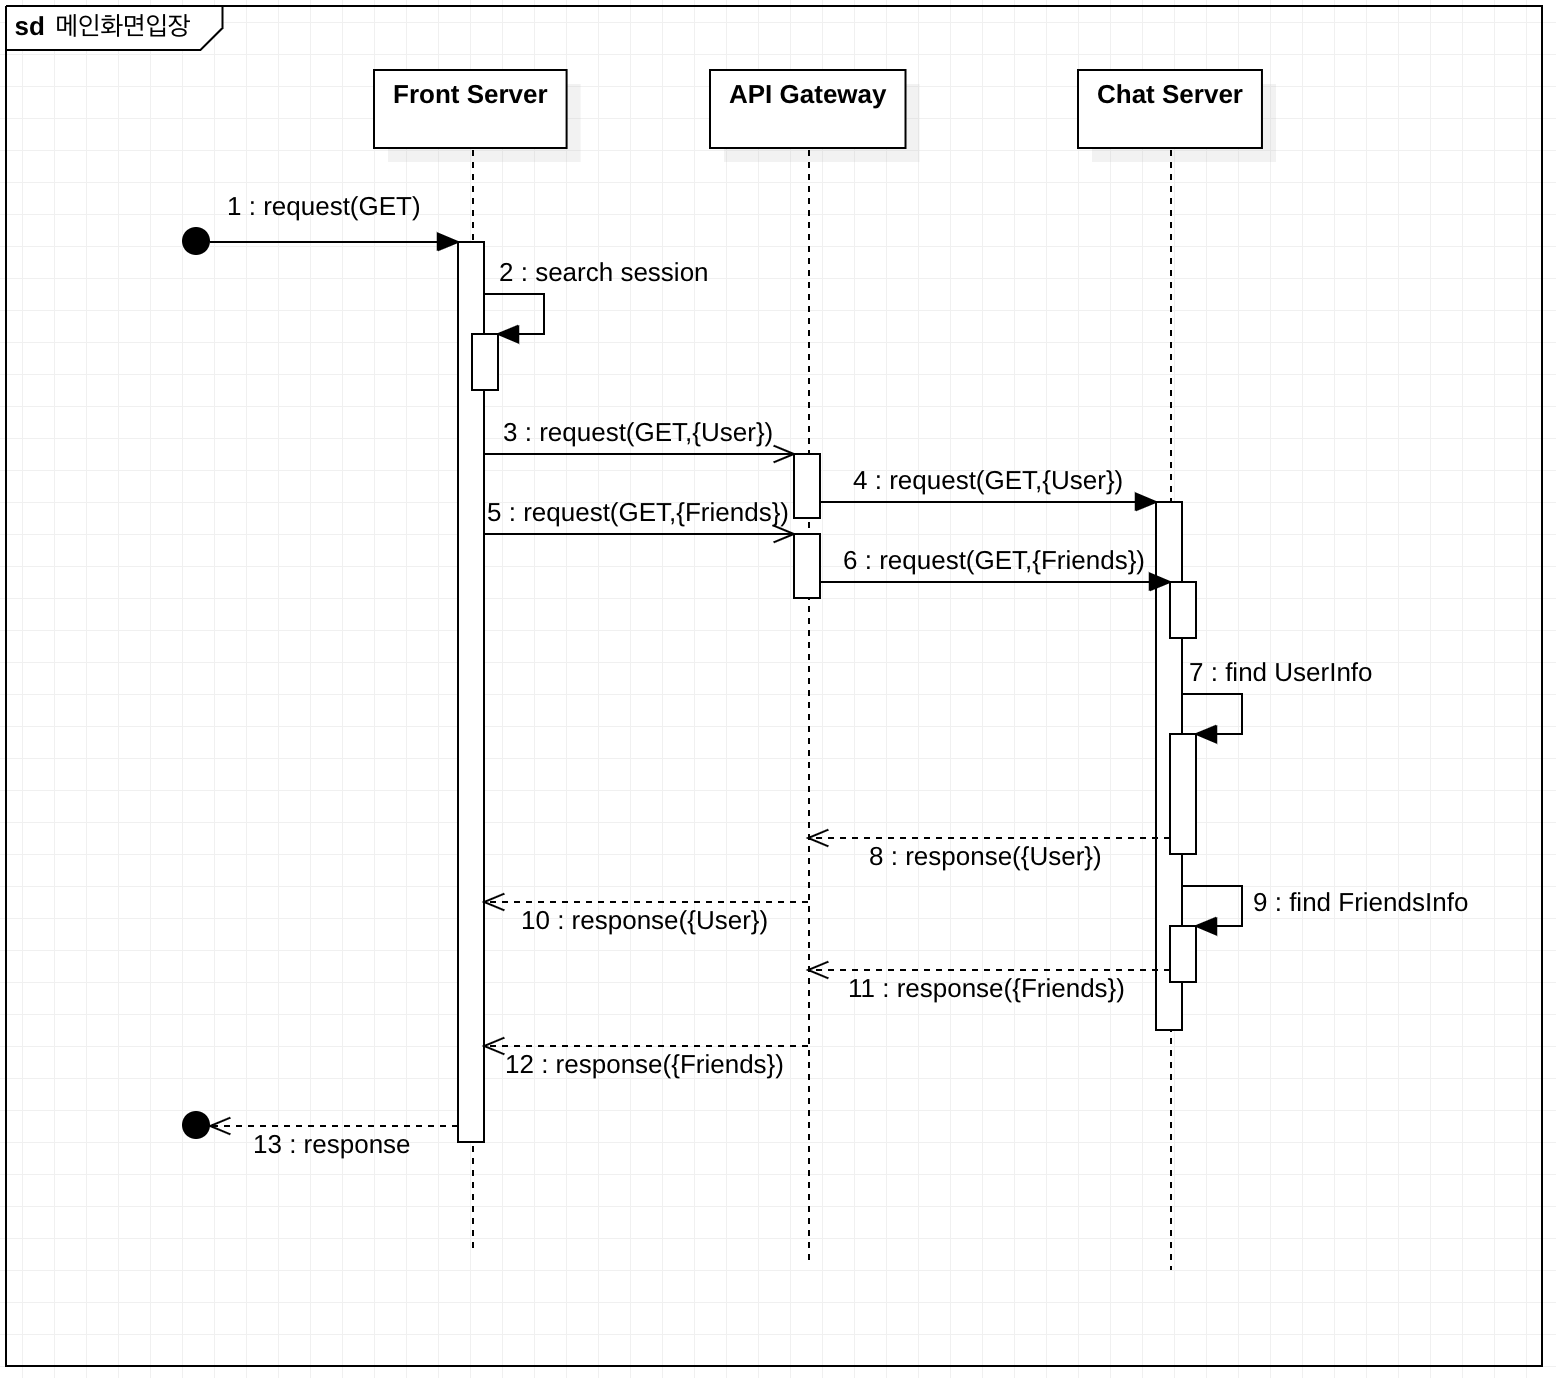 sd 메인화면입장
Front Server
API Gateway
Chat Server
1 : request(GET)
2 : search session
3 : request(GET,{User})
4 : request(GET,{User})
5 : request(GET,{Friends})
6 : request(GET,{Friends})
7 : find UserInfo
8 : response({User})
9 : find FriendsInfo
10 : response({User})
11 : response({Friends})
12 : response({Friends})
13 : response